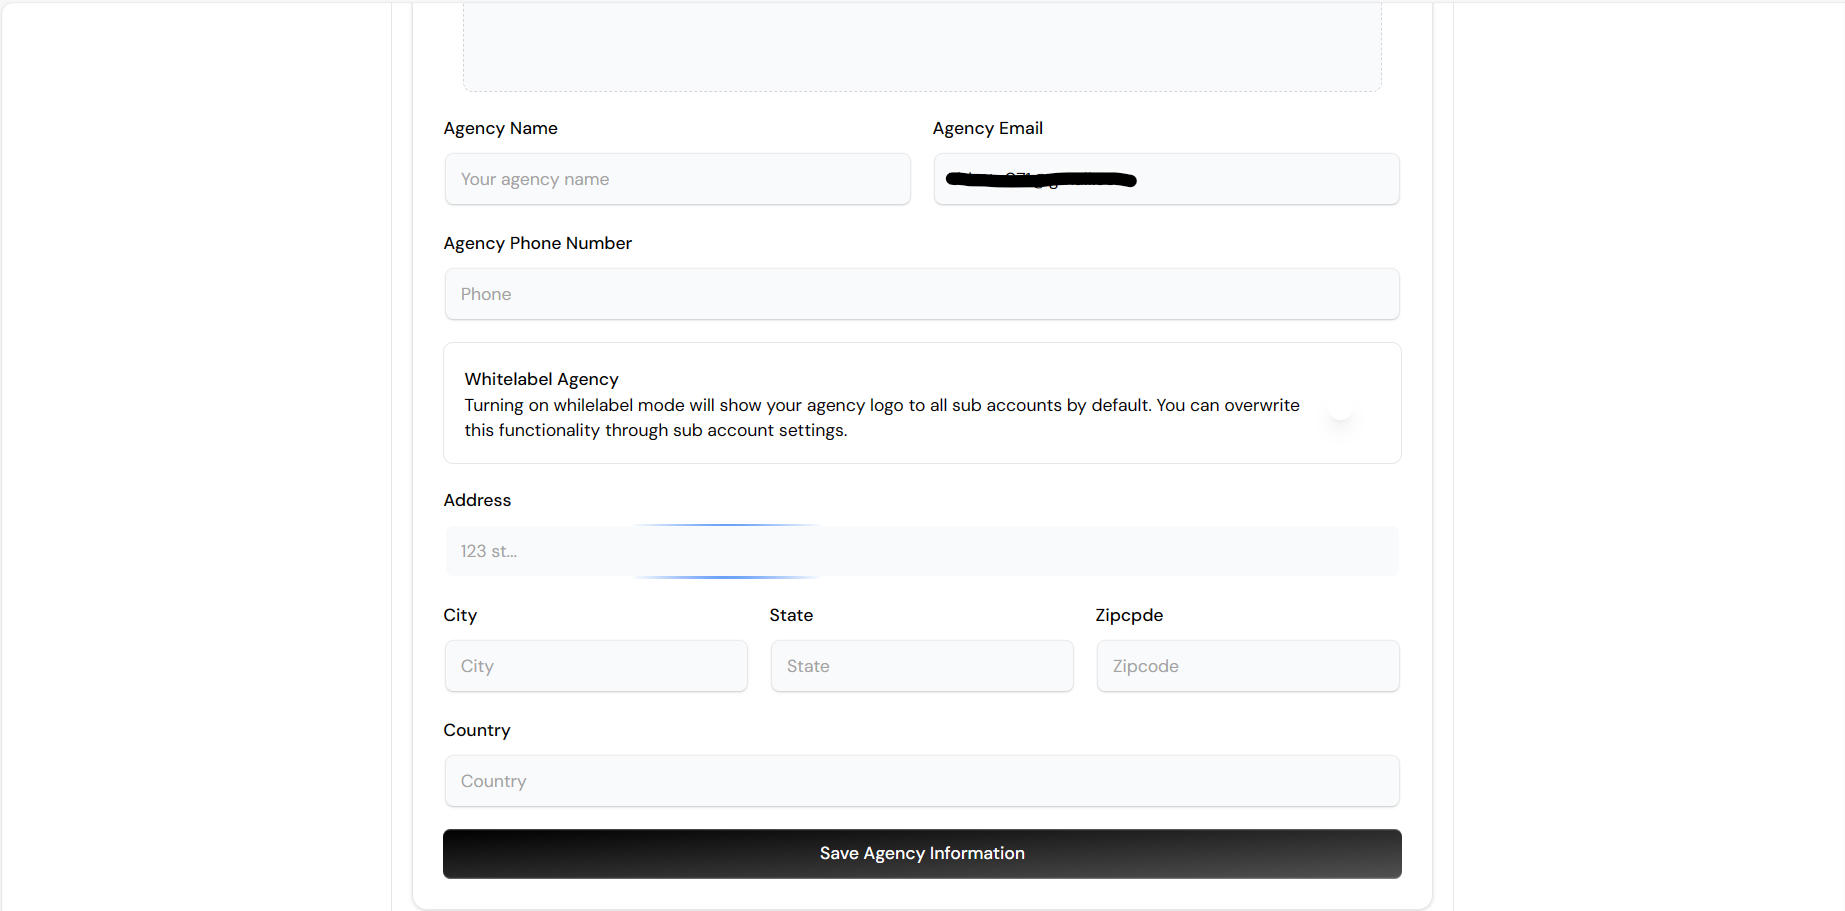 Agency Name
Agency Email
Your agency name
Agency Phone Number
Phone
Whitelabel Agency
Turning on whilelabel mode will show your agency logo to all sub accounts by default. You can overwrite
this functionality through sub account settings.
Address
123 st...
City
State
Zipcpde
City
State
Zipcode
Country
Country
Save Agency Information